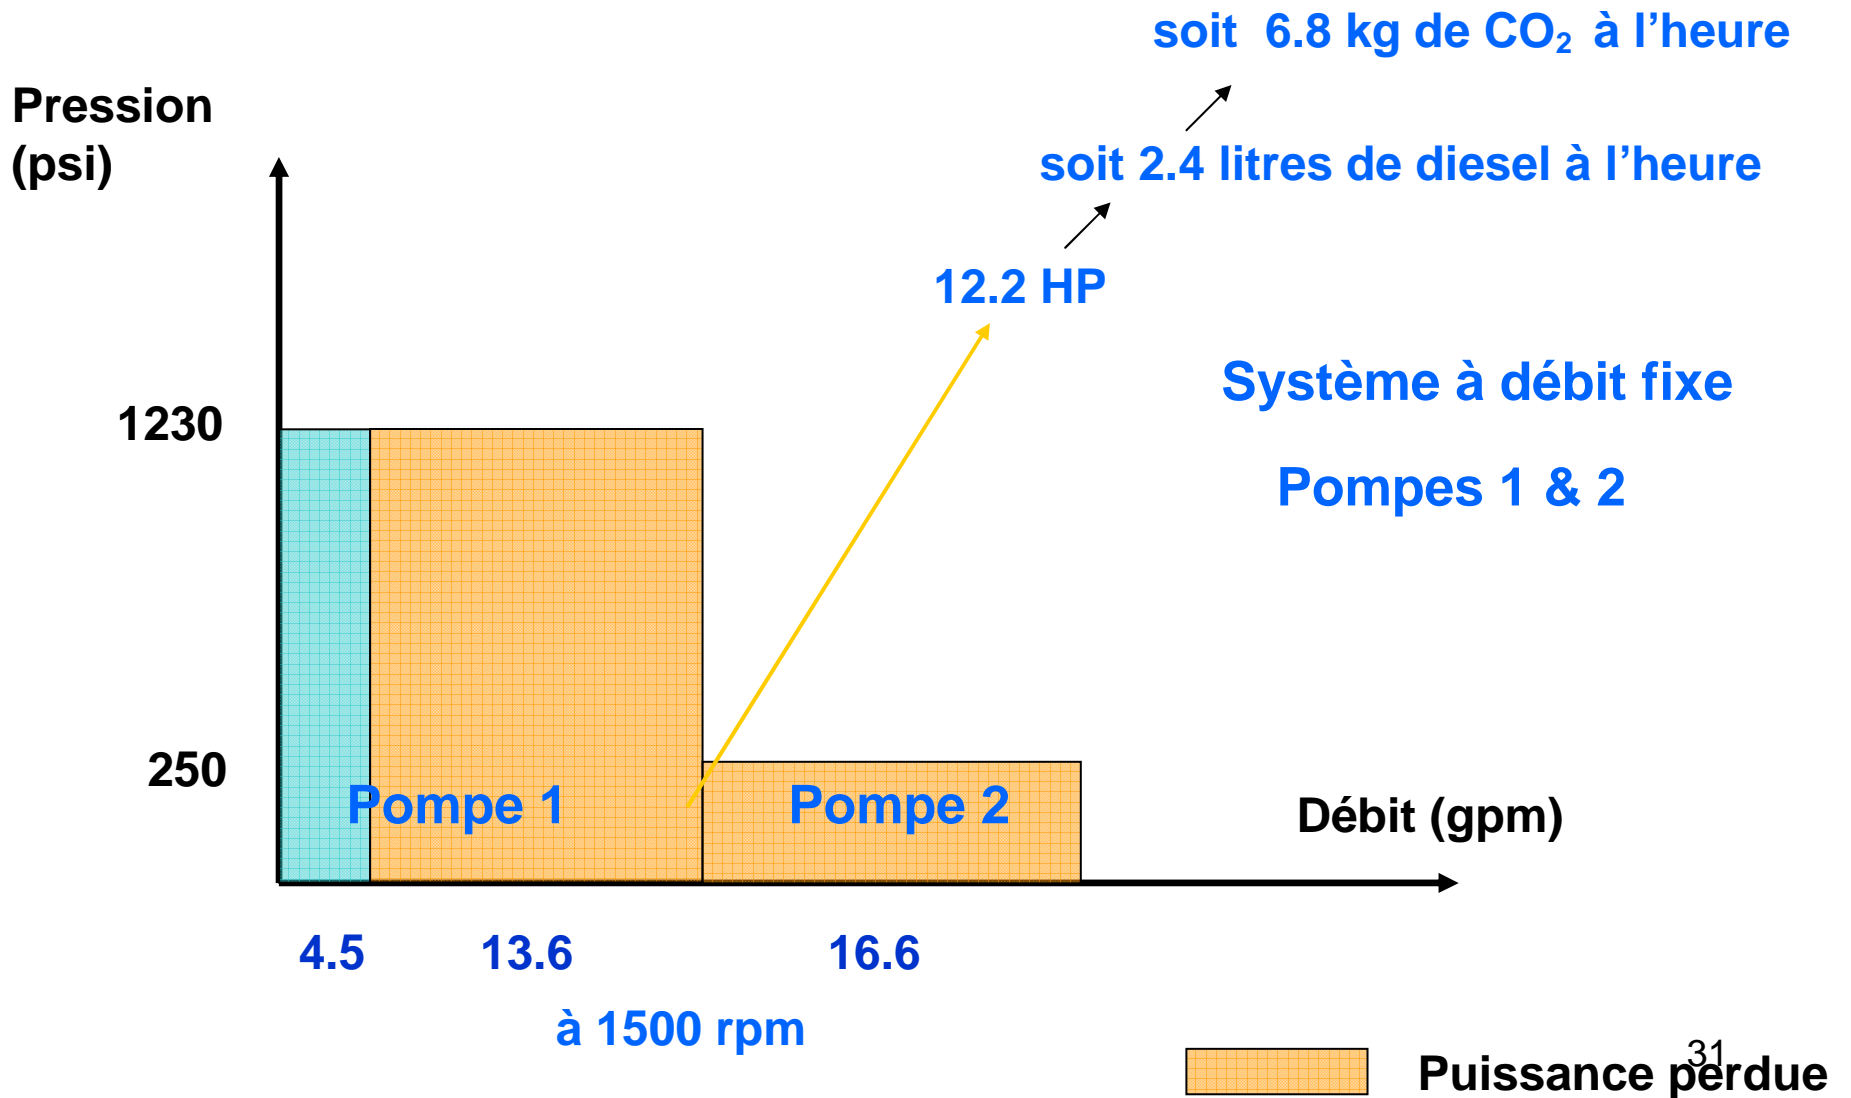 soit 6.8 kg de CO₂ à l'heure
Pression
(psi)
soit 2.4 litres de diesel à l'heure
12.2 HP
Système à débit fixe
1230
Pompes 1 & 2
250
Pompe 1
Pompe 2
Débit (gpm)
4.5
13.6
16.6
à 1500 rpm
31
Puissance perdue